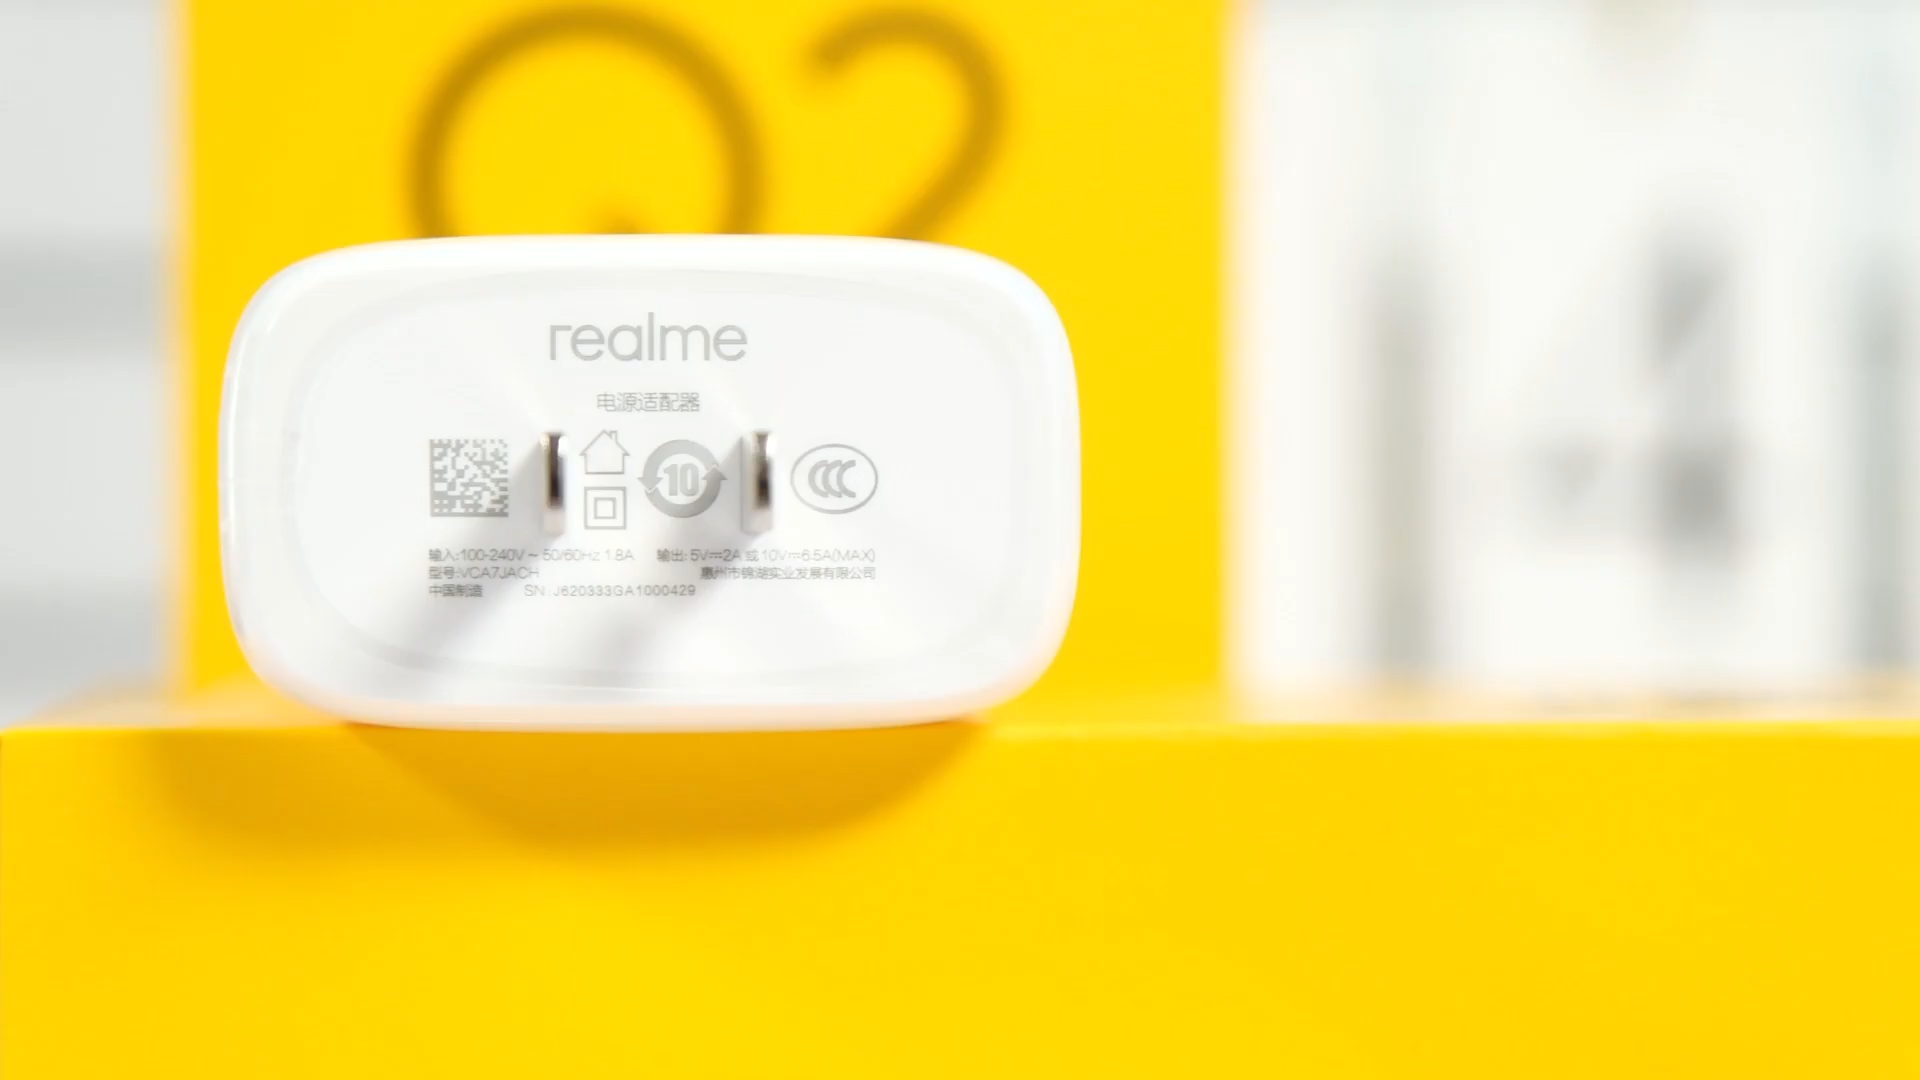 Q2
realme
电源适配器
10
输入:100-240V~ 50/60Hz 1.8A 输出: 5V⎓2A 或 10V⎓6.5A(MAX)
型号:VCA7JACH 惠州市锦湖实业发展有限公司
中国制造 SN:J620333GA1000429